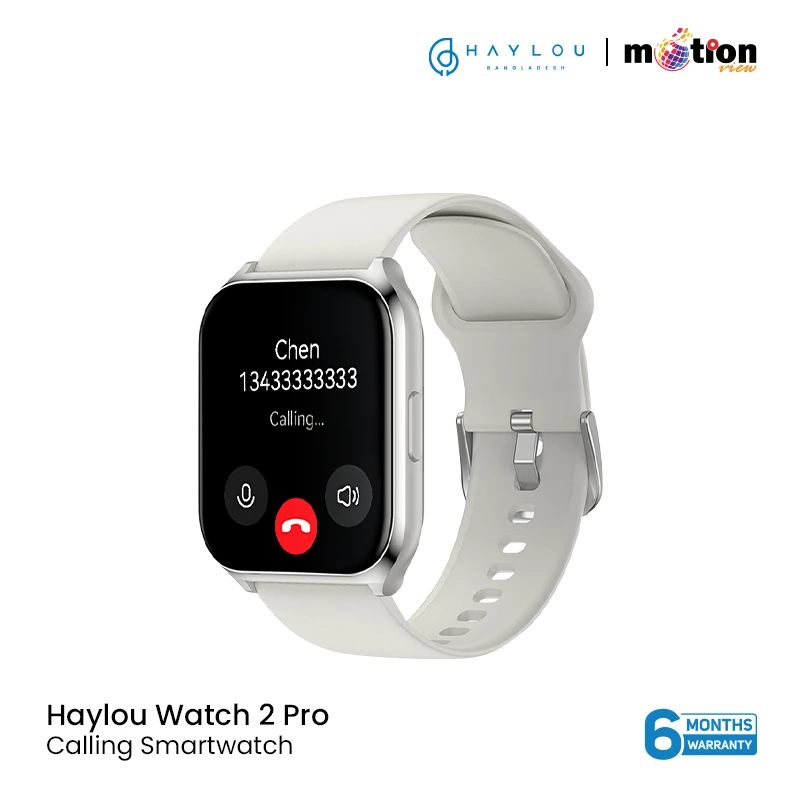 HAYLOU
BANGLADESH
motion
view
Chen
13433333333
Calling...
Haylou Watch 2 Pro
Calling Smartwatch
6 MONTHS
WARRANTY